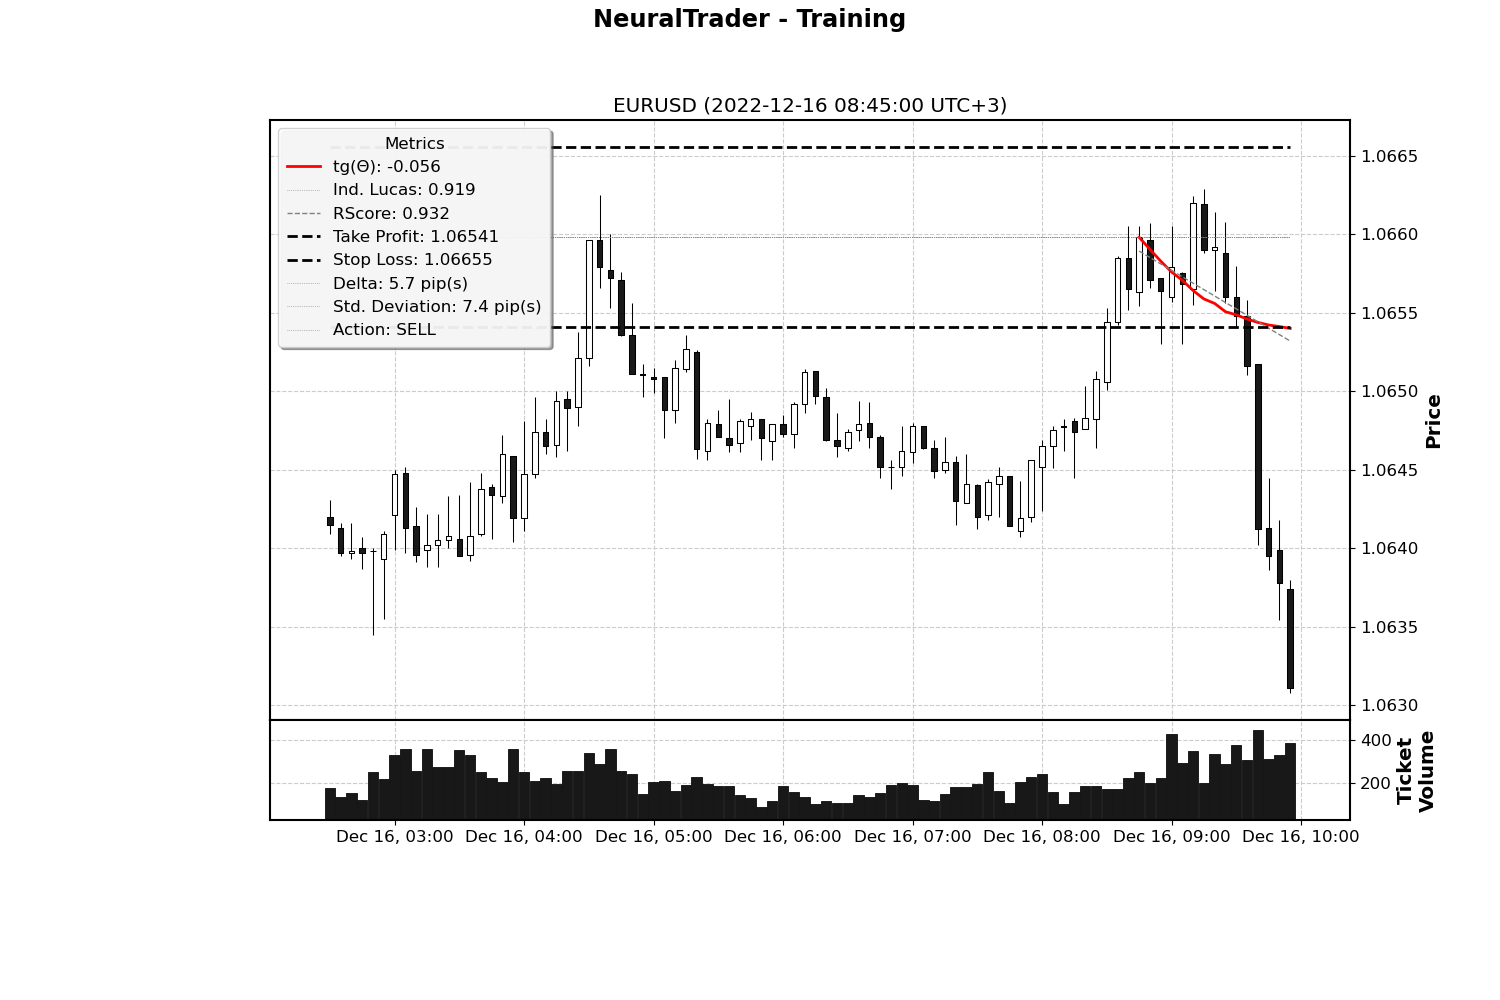 NeuralTrader - Training
EURUSD (2022-12-16 08:45:00 UTC+3)
Metrics
tg(Θ): -0.056
Ind. Lucas: 0.919
RScore: 0.932
Take Profit: 1.06541
Stop Loss: 1.06655
Delta: 5.7 pip(s)
Std. Deviation: 7.4 pip(s)
Action: SELL
1.0665
1.0660
1.0655
1.0650
1.0645
1.0640
1.0635
1.0630
Price
400
200
Ticket
Volume
Dec 16, 03:00 Dec 16, 04:00 Dec 16, 05:00 Dec 16, 06:00 Dec 16, 07:00 Dec 16, 08:00 Dec 16, 09:00 Dec 16, 10:00